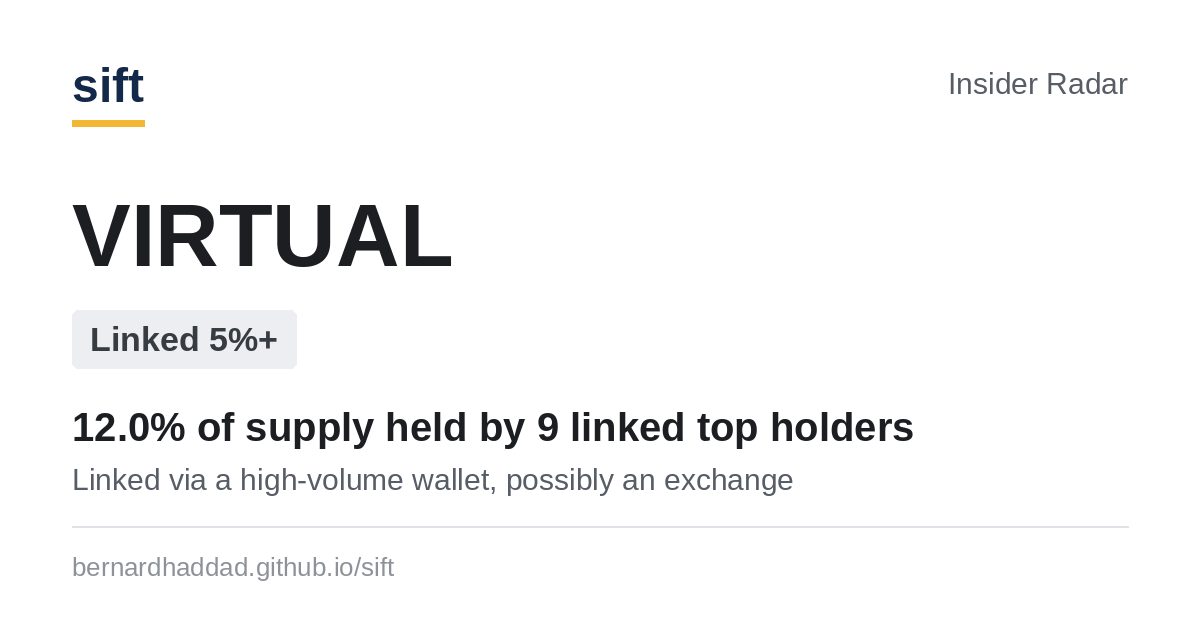 sift
Insider Radar
VIRTUAL
Linked 5%+
12.0% of supply held by 9 linked top holders
Linked via a high-volume wallet, possibly an exchange
bernardhaddad.github.io/sift